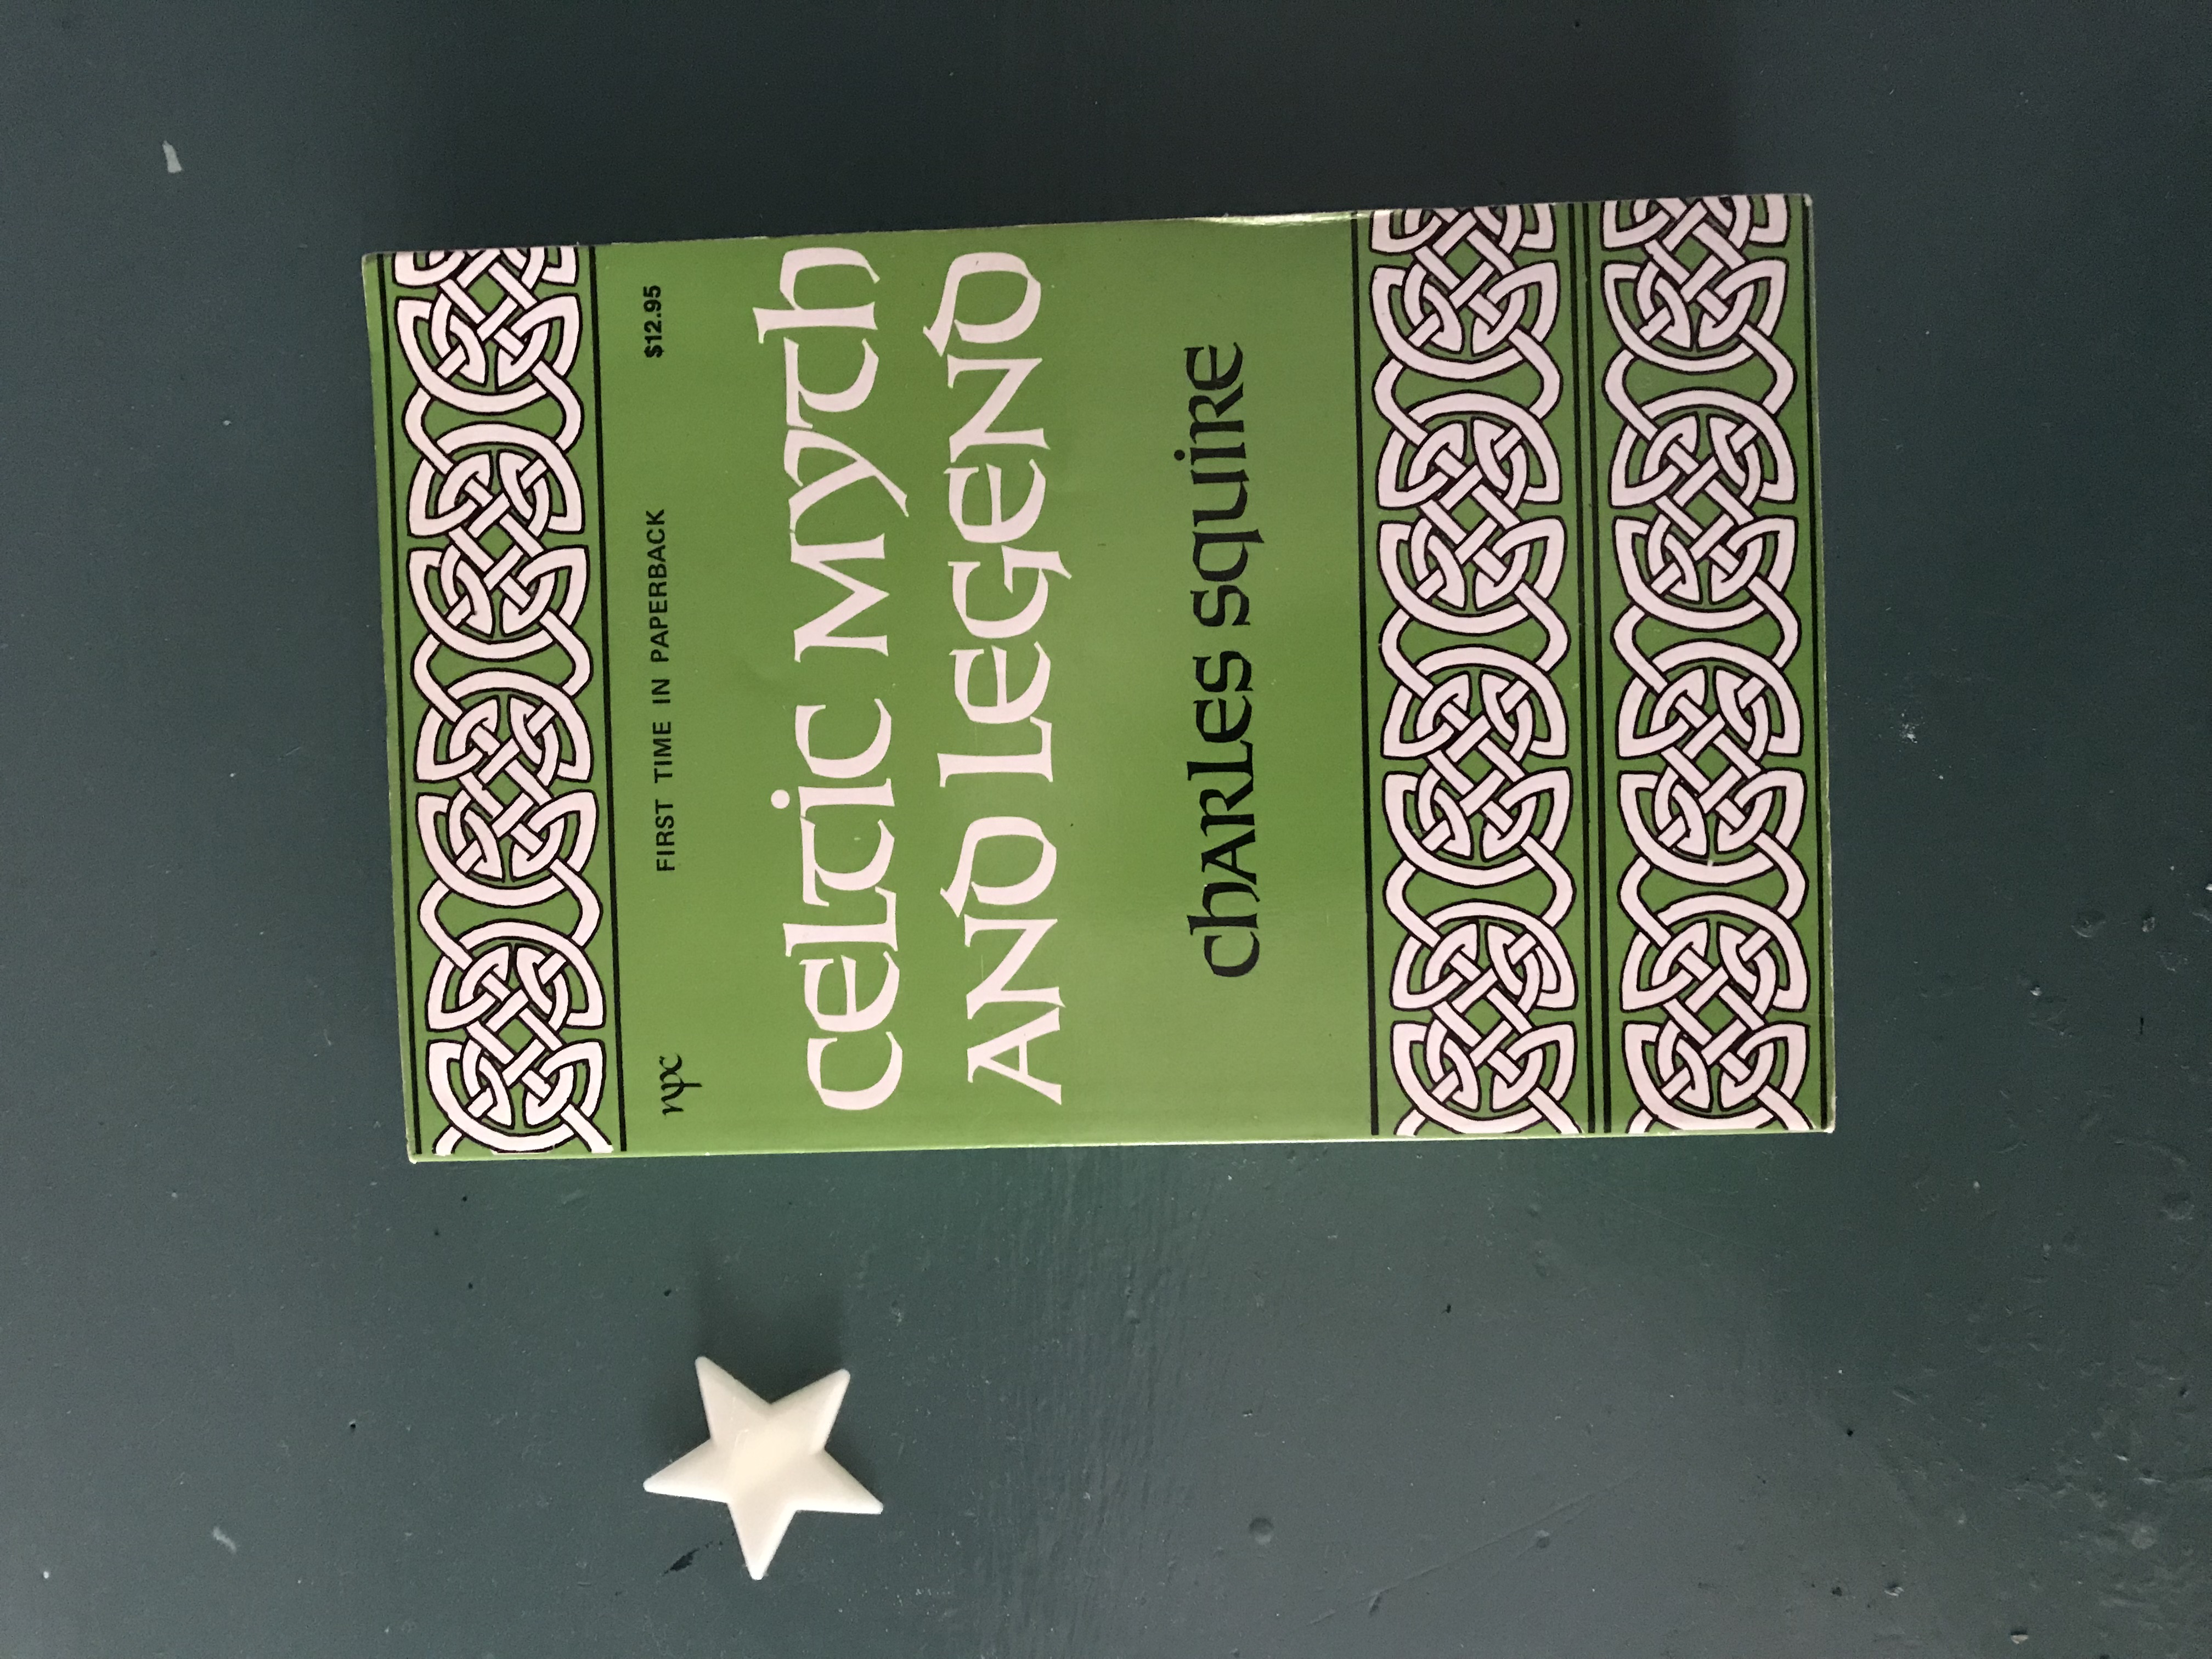 npc FIRST TIME IN PAPERBACK $12.95
Celtic Myth
AND LEGEND
CHARLES SQUIRE